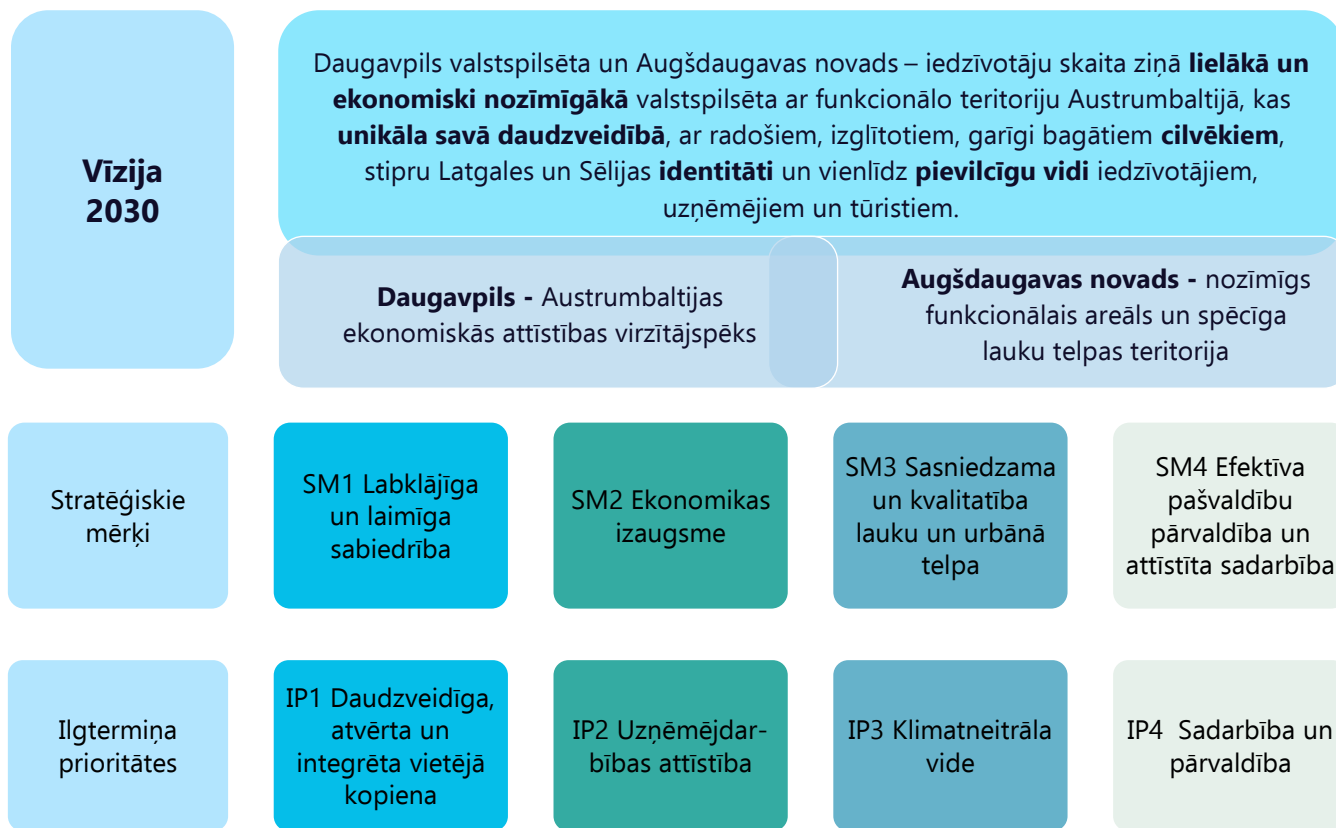 Vīzija
2030
Daugavpils valstspilsēta un Augšdaugavas novads – iedzīvotāju skaita ziņā lielākā un
ekonomiski nozīmīgākā valstspilsēta ar funkcionālo teritoriju Austrumbaltijā, kas
unikāla savā daudzveidībā, ar radošiem, izglītotiem, garīgi bagātiem cilvēkiem,
stipru Latgales un Sēlijas identitāti un vienlīdz pievilcīgu vidi iedzīvotājiem,
uzņēmējiem un tūristiem.
Daugavpils - Austrumbaltijas
ekonomiskās attīstības virzītājspēks
Augšdaugavas novads - nozīmīgs
funkcionālais areāls un spēcīga
lauku telpas teritorija
Stratēģiskie
mērķi
SM1 Labklājīga
un laimīga
sabiedrība
SM2 Ekonomikas
izaugsme
SM3 Sasniedzama
un kvalitatība
lauku un urbānā
telpa
SM4 Efektīva
pašvaldību
pārvaldība un
attīstīta sadarbība
Ilgtermiņa
prioritātes
IP1 Daudzveidīga,
atvērta un
integrēta vietējā
kopiena
IP2 Uzņēmējdar-
bības attīstība
IP3 Klimatneitrāla
vide
IP4 Sadarbība un
pārvaldība